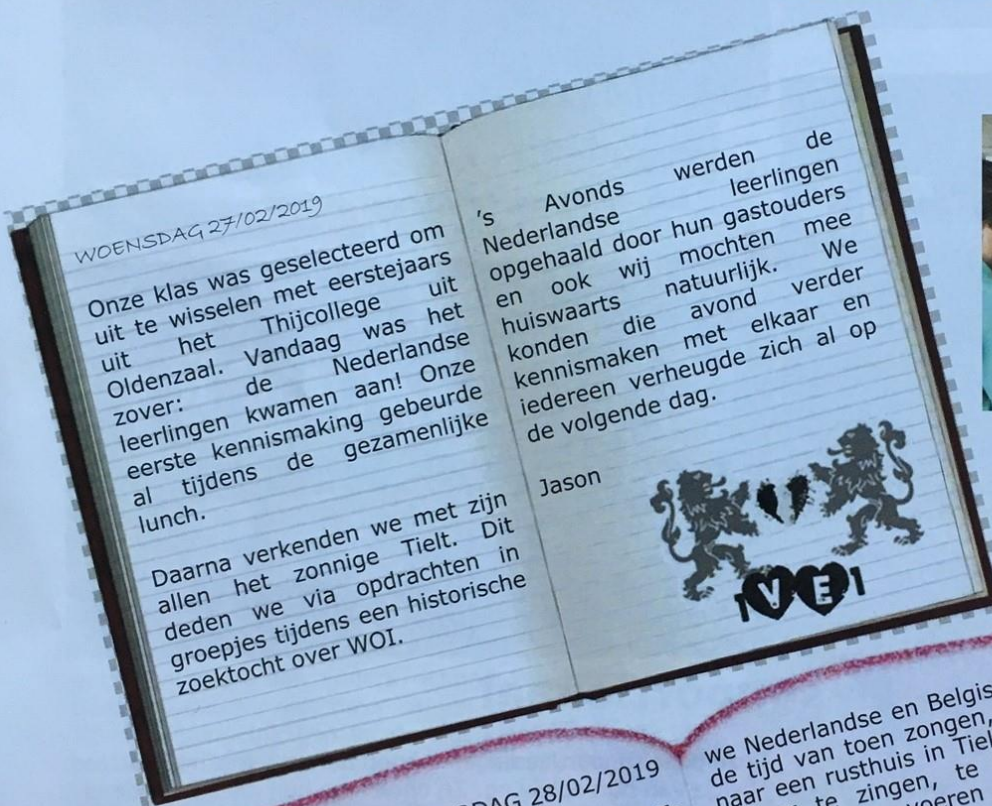 WOENSDAG 27/02/2019
Onze klas was geselecteerd om
uit te wisselen met eerstejaars
uit het Thijcollege uit
Oldenzaal. Vandaag was het
zover: de Nederlandse
leerlingen kwamen aan! Onze
eerste kennismaking gebeurde
al tijdens de gezamenlijke
lunch.
Daarna verkenden we met zijn
allen het zonnige Tielt. Dit
deden we via opdrachten in
groepjes tijdens een historische
zoektocht over WOI.
's Avonds werden de
Nederlandse leerlingen
opgehaald door hun gastouders
en ook wij mochten mee
huiswaarts natuurlijk. We
konden die avond verder
kennismaken met elkaar en
iedereen verheugde zich al op
de volgende dag.
Jason
1VE1
DAG 28/02/2019
we Nederlandse en Belgis
de tijd van toen zongen,
naar een rusthuis in Tiel
te zingen, te